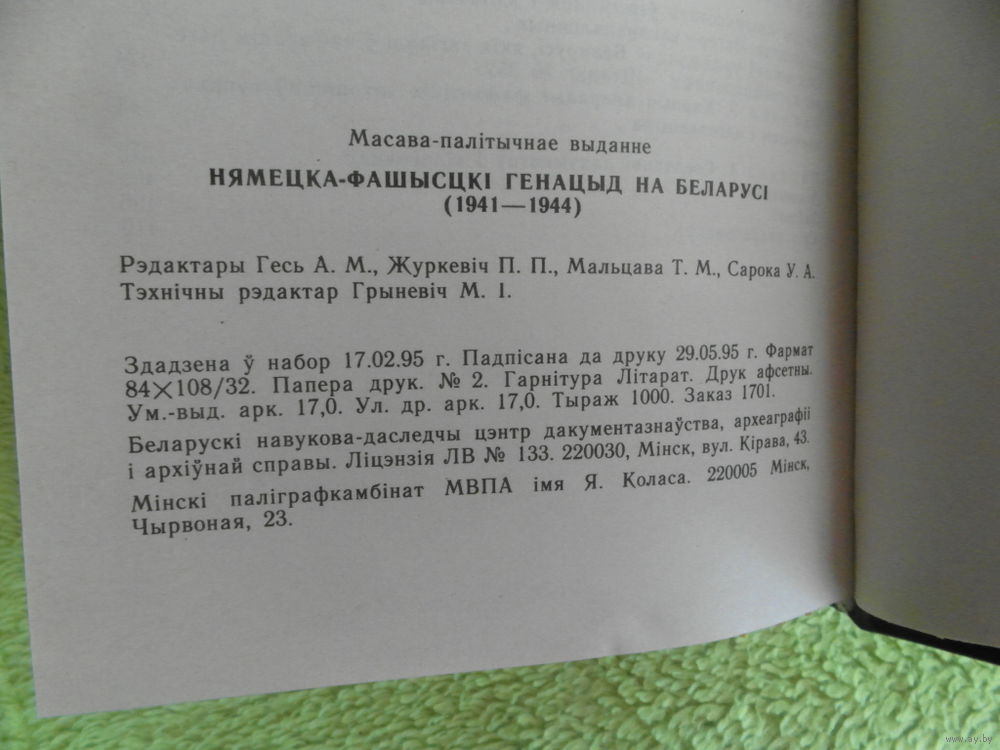 Масава-палітычнае выданне
НЯМЕЦКА-ФАШЫСЦКІ ГЕНАЦЫД НА БЕЛАРУСІ
(1941—1944)
Рэдактары Гесь А. М., Журкевіч П. П., Мальцава Т. М., Сарока У. А.
Тэхнічны рэдактар Грыневіч М. І.
Здадзена ў набор 17.02.95 г. Падпісана да друку 29.05.95 г. Фармат
84×108/32. Папера друк. № 2. Гарнітура Літарат. Друк афсетны.
Ум.-выд. арк. 17,0. Ул. др. арк. 17,0. Тыраж 1000. Заказ 1701.
Беларускі навукова-даследчы цэнтр дакументазнаўства, археаграфіі
і архіўнай справы. Ліцэнзія ЛВ № 133. 220030, Мінск, вул. Кірава, 43.
Мінскі паліграфкамбінат МВПА імя Я. Коласа. 220005 Мінск,
Чырвоная, 23.
www.ay.by